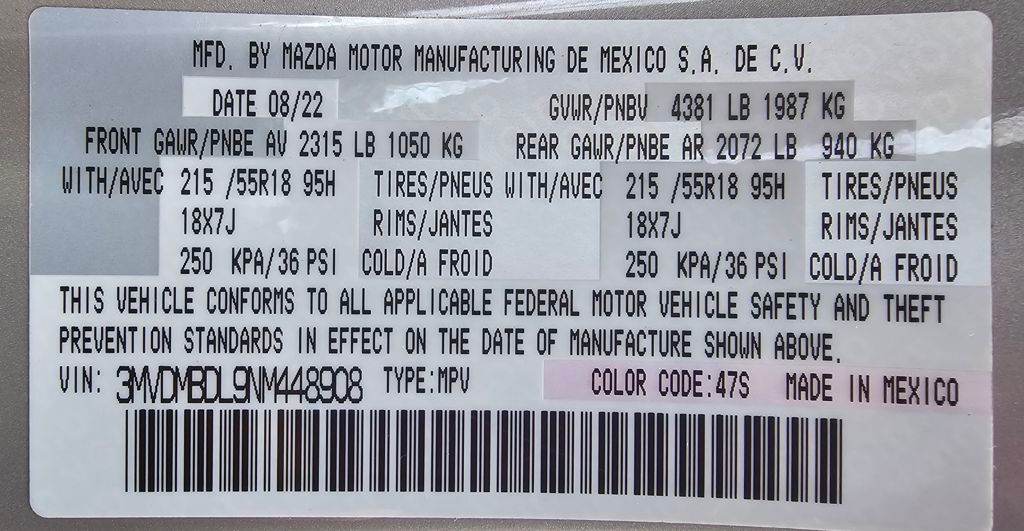 MFD. BY MAZDA MOTOR MANUFACTURING DE MEXICO S.A. DE C.V.
DATE 08/22 GVWR/PNBV 4381 LB 1987 KG
FRONT GAWR/PNBE AV 2315 LB 1050 KG REAR GAWR/PNBE AR 2072 LB 940 KG
WITH/AVEC 215 /55R18 95H TIRES/PNEUS WITH/AVEC 215 /55R18 95H TIRES/PNEUS
18X7J RIMS/JANTES 18X7J RIMS/JANTES
250 KPA/36 PSI COLD/A FROID 250 KPA/36 PSI COLD/A FROID
THIS VEHICLE CONFORMS TO ALL APPLICABLE FEDERAL MOTOR VEHICLE SAFETY AND THEFT
PREVENTION STANDARDS IN EFFECT ON THE DATE OF MANUFACTURE SHOWN ABOVE.
VIN: 3MVDMBDL9NM448908 TYPE:MPV COLOR CODE:47S MADE IN MEXICO